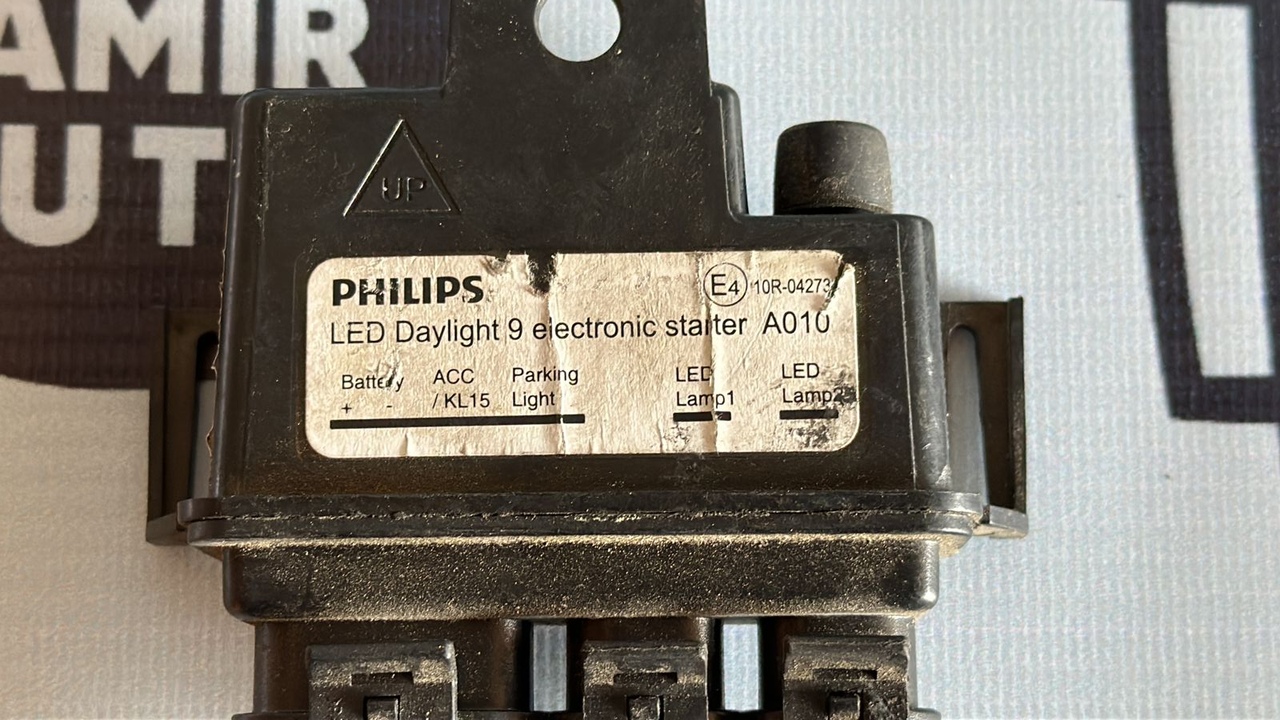 AMIR
UT
UP
PHILIPS E4 10R-04273
LED Daylight 9 electronic starter A010
Battery ACC Parking LED LED
+ - / KL15 Light Lamp1 Lamp2